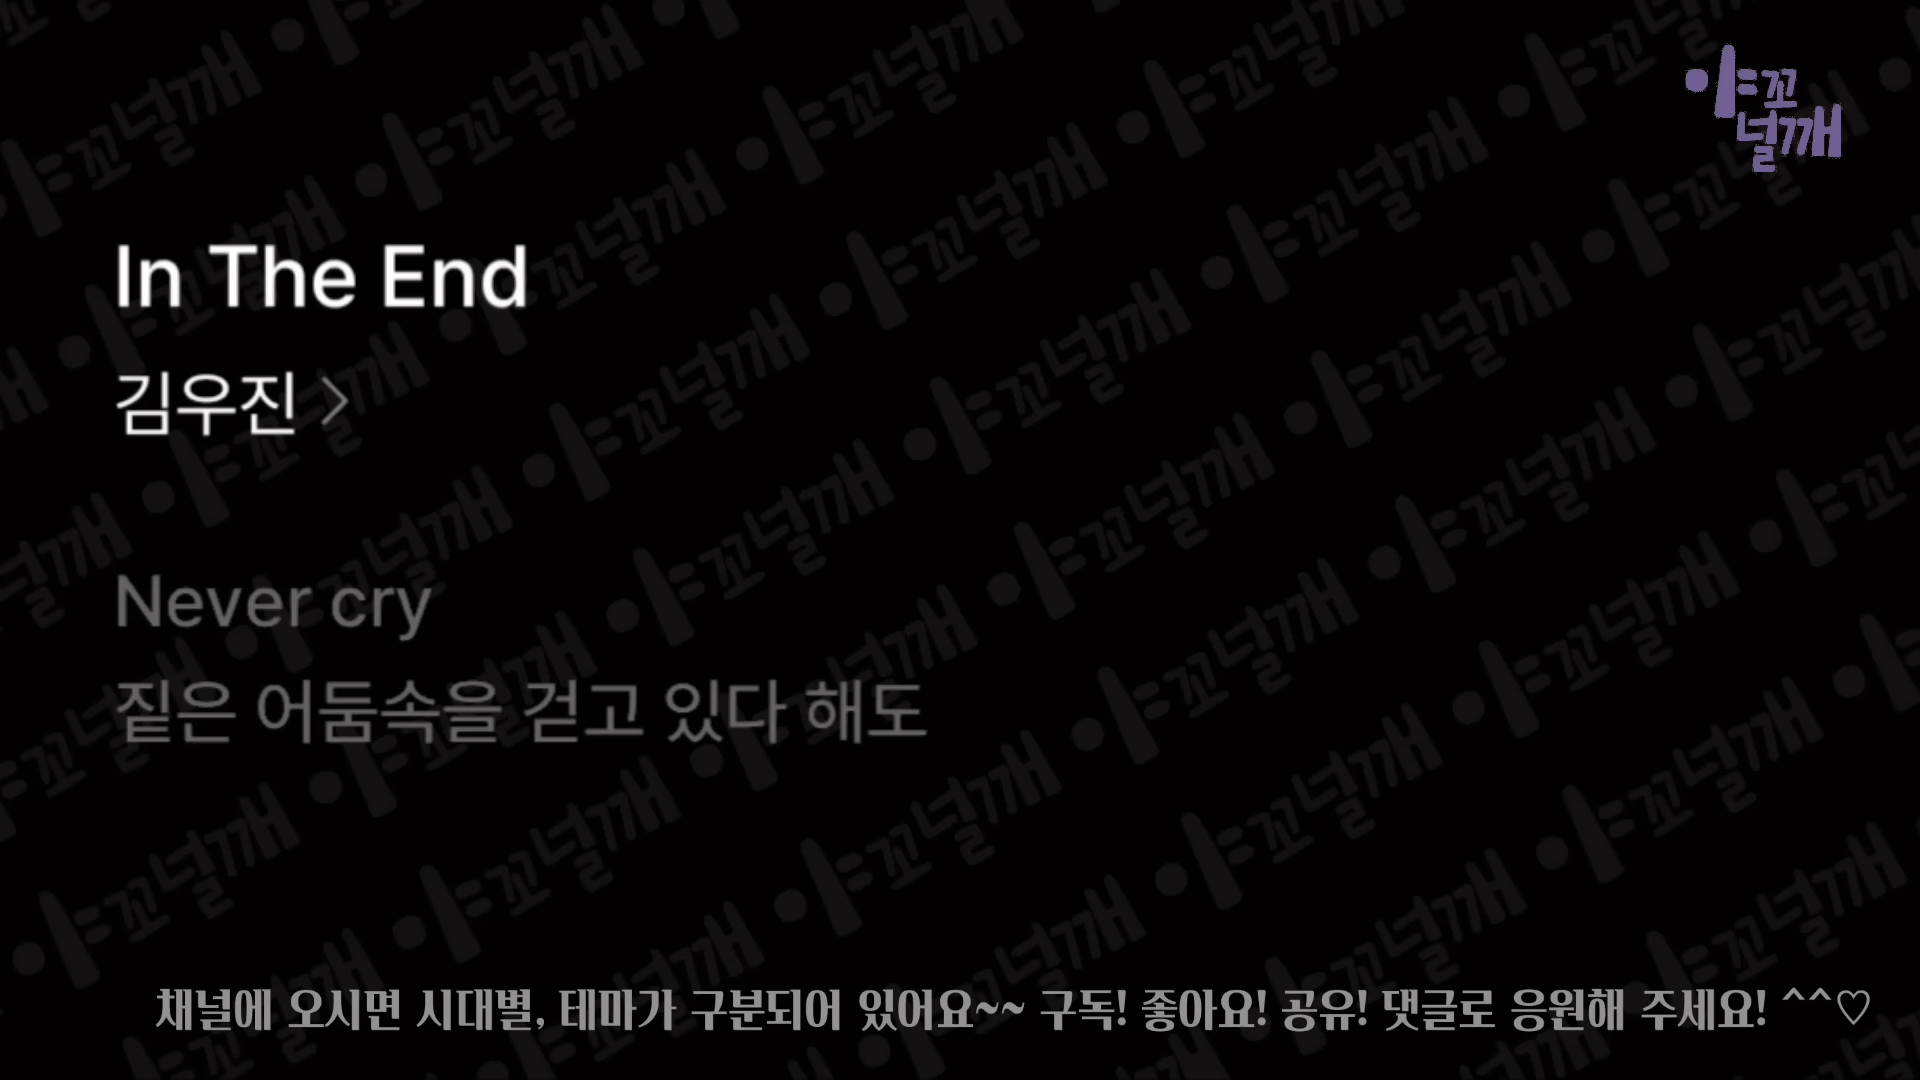 야꼬
널깨
In The End
김우진 >
Never cry
짙은 어둠속을 걷고 있다 해도
채널에 오시면 시대별, 테마가 구분되어 있어요~~ 구독! 좋아요! 공유! 댓글로 응원해 주세요! ^^♡